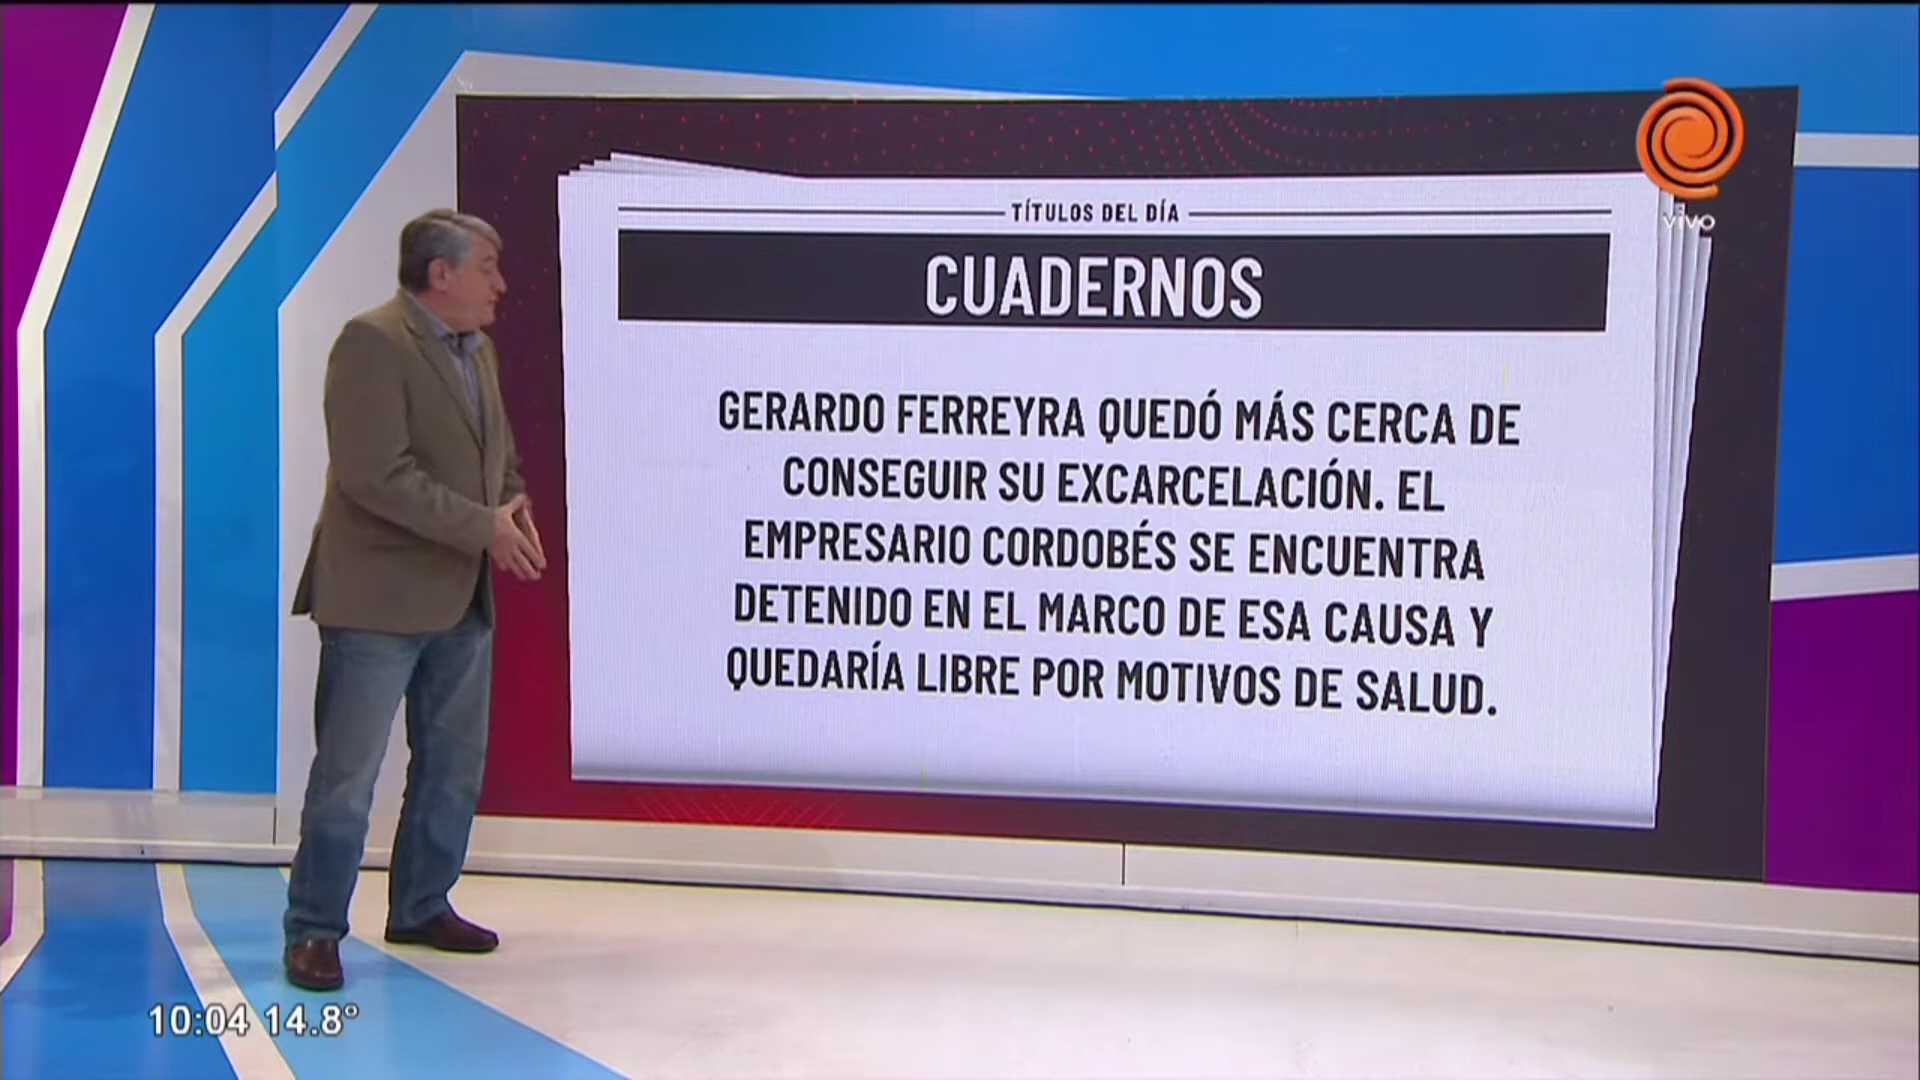 TÍTULOS DEL DÍA
CUADERNOS
GERARDO FERREYRA QUEDÓ MÁS CERCA DE
CONSEGUIR SU EXCARCELACIÓN. EL
EMPRESARIO CORDOBÉS SE ENCUENTRA
DETENIDO EN EL MARCO DE ESA CAUSA Y
QUEDARÍA LIBRE POR MOTIVOS DE SALUD.
vivo
10:04 14.8°